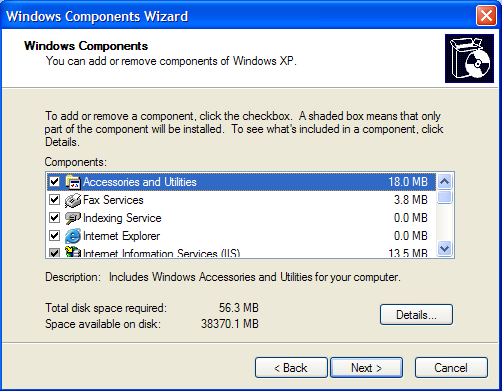 Windows Components Wizard
Windows Components
You can add or remove components of Windows XP.
To add or remove a component, click the checkbox. A shaded box means that only
part of the component will be installed. To see what's included in a component, click
Details.
Components:
Accessories and Utilities 18.0 MB
Fax Services 3.8 MB
Indexing Service 0.0 MB
Internet Explorer 0.0 MB
Internet Information Services (IIS) 13.5 MB
Description: Includes Windows Accessories and Utilities for your computer.
Total disk space required: 56.3 MB
Space available on disk: 38370.1 MB
Details...
< Back Next > Cancel